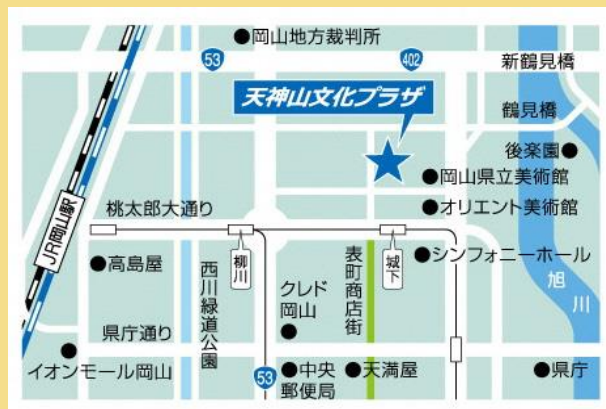 岡山地方裁判所
53
402
新鶴見橋
天神山文化プラザ
鶴見橋
後楽園
岡山県立美術館
オリエント美術館
桃太郎大通り
JR岡山駅
高島屋
西川緑道公園
柳川
クレド
岡山
表町商店街
城下
シンフォニーホール
旭川
県庁通り
イオンモール岡山
53
中央
郵便局
天満屋
県庁